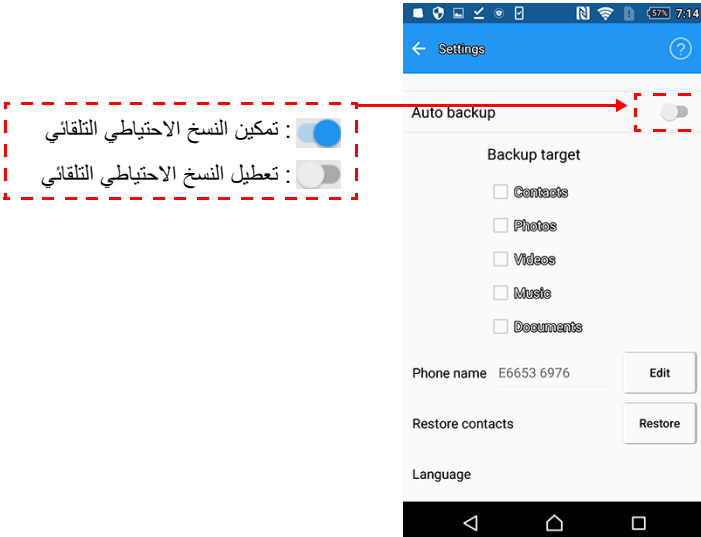 57% 7:14
Settings ?
Auto backup
تمكين النسخ الاحتياطي التلقائي :
تعطيل النسخ الاحتياطي التلقائي :
Backup target
Contacts
Photos
Videos
Music
Documents
Phone name E6653 6976 Edit
Restore contacts Restore
Language